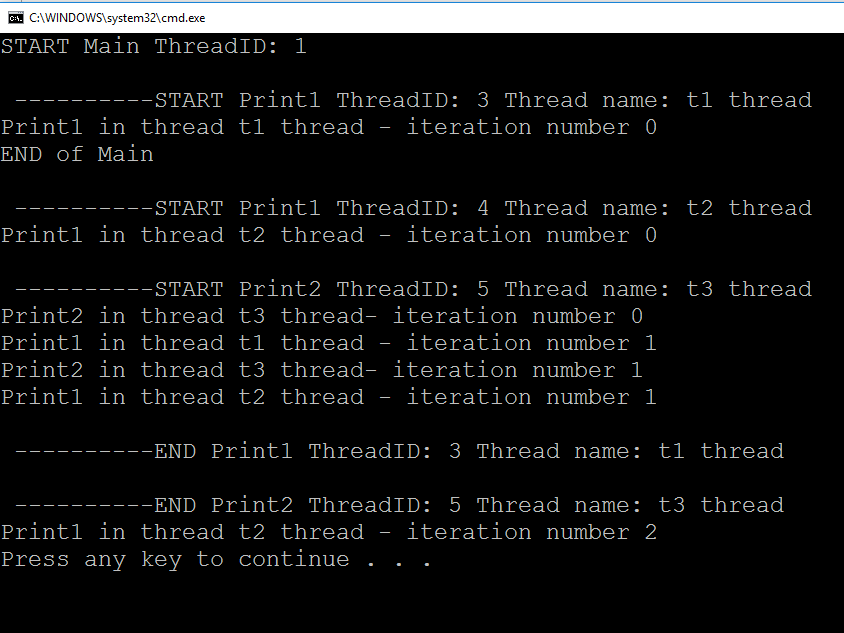 C:\WINDOWS\system32\cmd.exe
START Main ThreadID: 1
----------START Print1 ThreadID: 3 Thread name: t1 thread
Print1 in thread t1 thread - iteration number 0
END of Main
----------START Print1 ThreadID: 4 Thread name: t2 thread
Print1 in thread t2 thread - iteration number 0
----------START Print2 ThreadID: 5 Thread name: t3 thread
Print2 in thread t3 thread- iteration number 0
Print1 in thread t1 thread - iteration number 1
Print2 in thread t3 thread- iteration number 1
Print1 in thread t2 thread - iteration number 1
----------END Print1 ThreadID: 3 Thread name: t1 thread
----------END Print2 ThreadID: 5 Thread name: t3 thread
Print1 in thread t2 thread - iteration number 2
Press any key to continue . . .